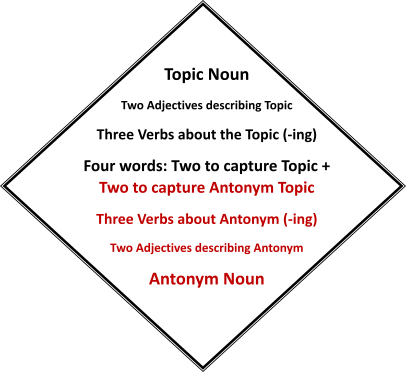 Topic Noun
Two Adjectives describing Topic
Three Verbs about the Topic (-ing)
Four words: Two to capture Topic +
Two to capture Antonym Topic
Three Verbs about Antonym (-ing)
Two Adjectives describing Antonym
Antonym Noun